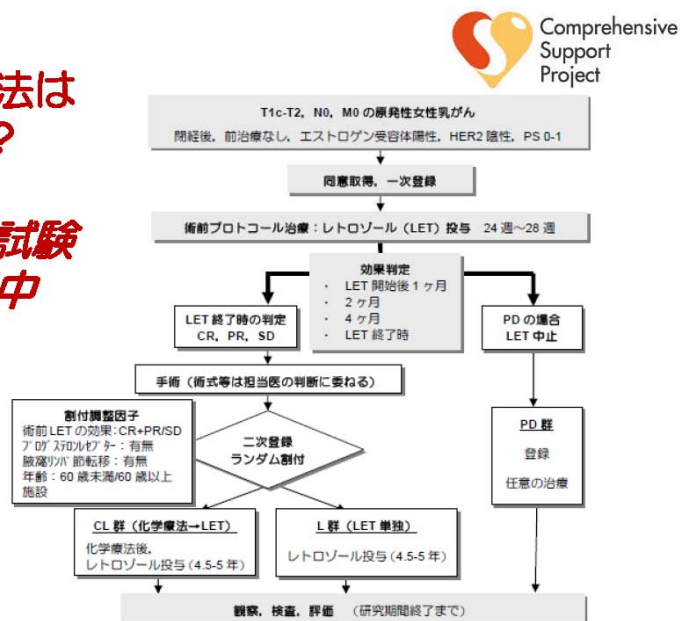 Comprehensive
Support
Project
法は
?
試験
中
T1c-T2, N0, M0 の原発性女性乳がん
閉経後, 前治療なし, エストロゲン受容体陽性, HER2 陰性, PS 0-1
同意取得, 一次登録
術前プロトコール治療：レトロゾール (LET) 投与 24 週～28 週
効果判定
・ LET 開始後 1 ヶ月
・ 2 ヶ月
・ 4 ヶ月
・ LET 終了時
LET 終了時の判定
CR, PR, SD
PD の場合
LET 中止
手術 (術式等は担当医の判断に委ねる)
割付調整因子
術前 LET の効果：CR+PR/SD
プロゲステロンレセプター：有無
腋窩リンパ節転移：有無
年齢：60 歳未満/60 歳以上
施設
二次登録
ランダム割付
PD 群
登録
任意の治療
CL 群 (化学療法→LET)
化学療法後,
レトロゾール投与 (4.5-5 年)
L 群 (LET 単独)
レトロゾール投与 (4.5-5 年)
観察, 検査, 評価 (研究期間終了まで)